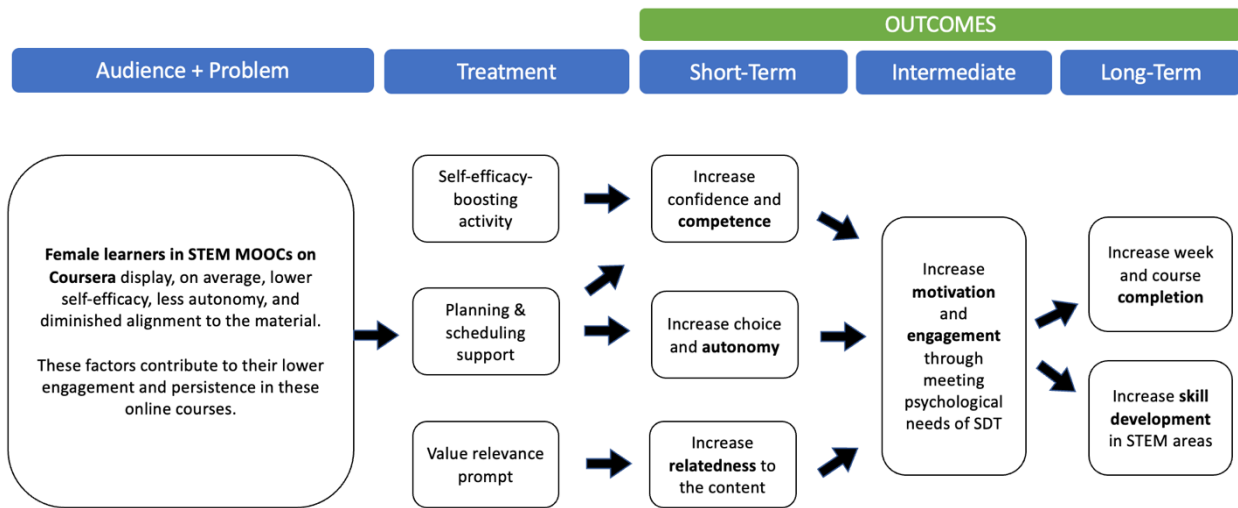 OUTCOMES
Audience + Problem
Treatment
Short-Term
Intermediate
Long-Term
Female learners in STEM MOOCs on
Coursera display, on average, lower
self-efficacy, less autonomy, and
diminished alignment to the material.
These factors contribute to their lower
engagement and persistence in these
online courses.
Self-efficacy-
boosting
activity
Planning &
scheduling
support
Value relevance
prompt
Increase
confidence and
competence
Increase choice
and autonomy
Increase
relatedness to
the content
Increase
motivation
and
engagement
through
meeting
psychological
needs of SDT
Increase week
and course
completion
Increase skill
development
in STEM areas